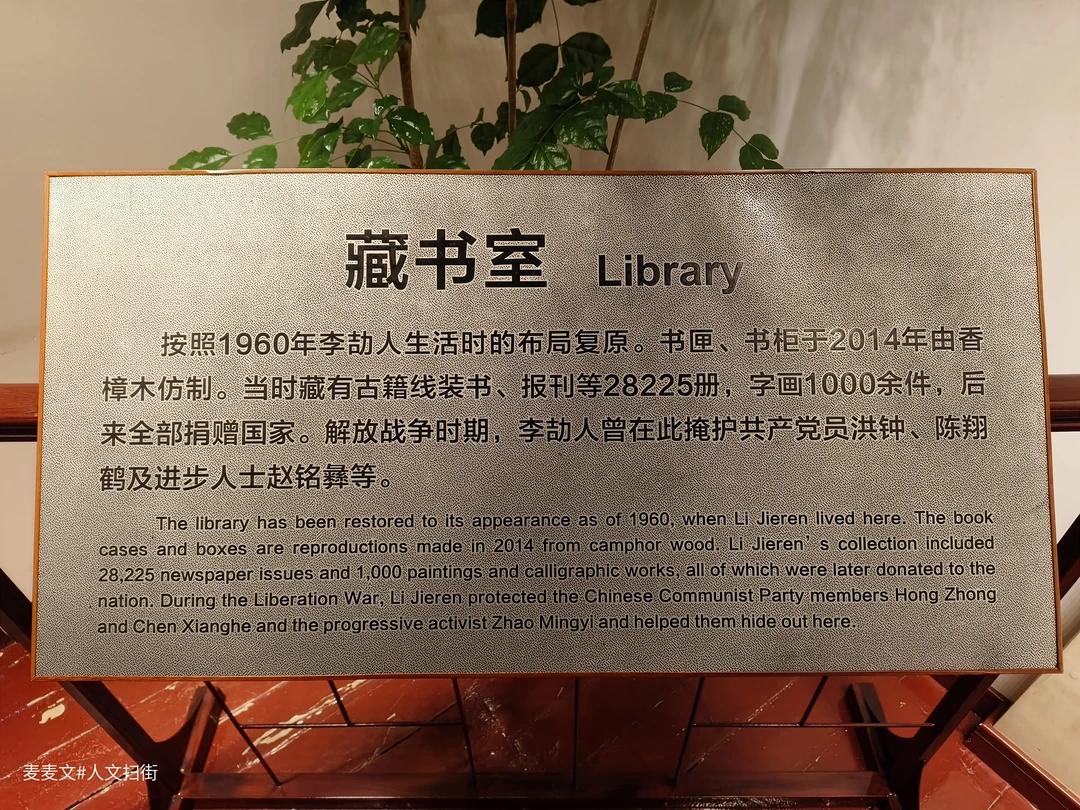 藏书室 Library
按照1960年李劼人生活时的布局复原。书匣、书柜于2014年由香
樟木仿制。当时藏有古籍线装书、报刊等28225册，字画1000余件，后
来全部捐赠国家。解放战争时期，李劼人曾在此掩护共产党员洪钟、陈翔
鹤及进步人士赵铭彝等。
The library has been restored to its appearance as of 1960, when Li Jieren lived here. The book
cases and boxes are reproductions made in 2014 from camphor wood. Li Jieren’s collection included
28,225 newspaper issues and 1,000 paintings and calligraphic works, all of which were later donated to the
nation. During the Liberation War, Li Jieren protected the Chinese Communist Party members Hong Zhong
and Chen Xianghe and the progressive activist Zhao Mingyi and helped them hide out here.
麦麦文#人文扫街